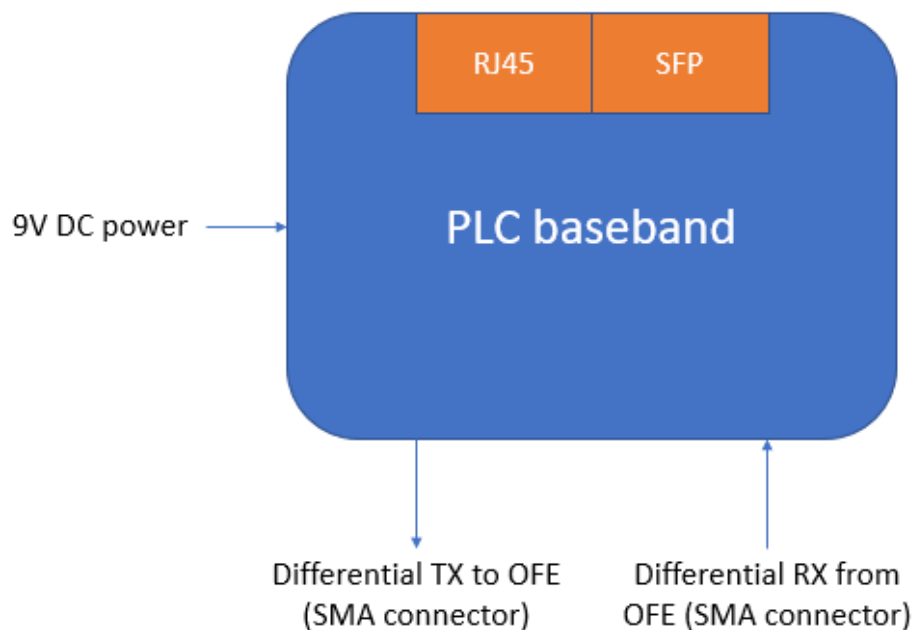 RJ45
SFP
PLC baseband
9V DC power
Differential TX to OFE
(SMA connector)
Differential RX from
OFE (SMA connector)